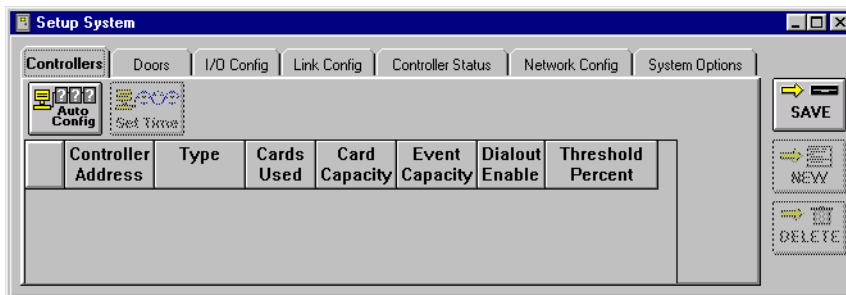 Setup System
Controllers Doors I/O Config Link Config Controller Status Network Config System Options
???
Auto
Config
Set Time
SAVE
Controller Address Type Cards Used Card Capacity Event Capacity Dialout Enable Threshold Percent
NEW
DELETE